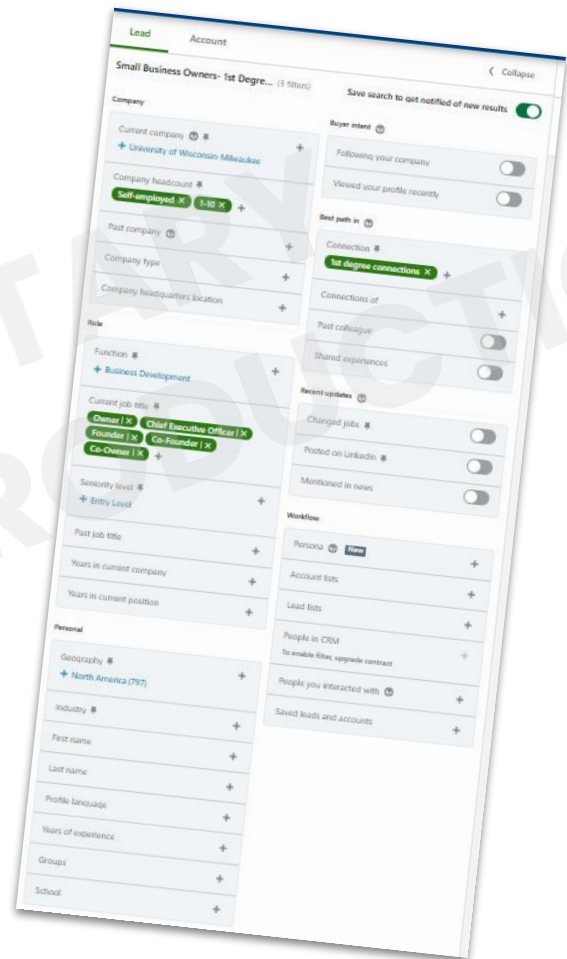 Lead
Account
Collapse
Small Business Owners- 1st Degre... (3 filters)
Save search to get notified of new results
Company
Current company
+ University of Wisconsin-Milwaukee
Company headcount
Self-employed × 1-10 × +
Past company
Company type
Company headquarters location
Role
Function
+ Business Development
Current job title
Owner | × Chief Executive Officer | ×
Founder | × Co-Founder | ×
Co-Owner | × +
Seniority level
+ Entry Level
Past job title
Years in current company
Years in current position
Personal
Geography
+ North America (797)
Industry
First name
Last name
Profile language
Years of experience
Groups
School
Buyer intent
Following your company
Viewed your profile recently
Best path in
Connection
1st degree connections × +
Connections of
Past colleague
Shared experiences
Recent updates
Changed jobs
Posted on LinkedIn
Mentioned in news
Workflow
Persona New
Account lists
Lead lists
People in CRM
To enable filter, upgrade contract
People you interacted with
Saved leads and accounts